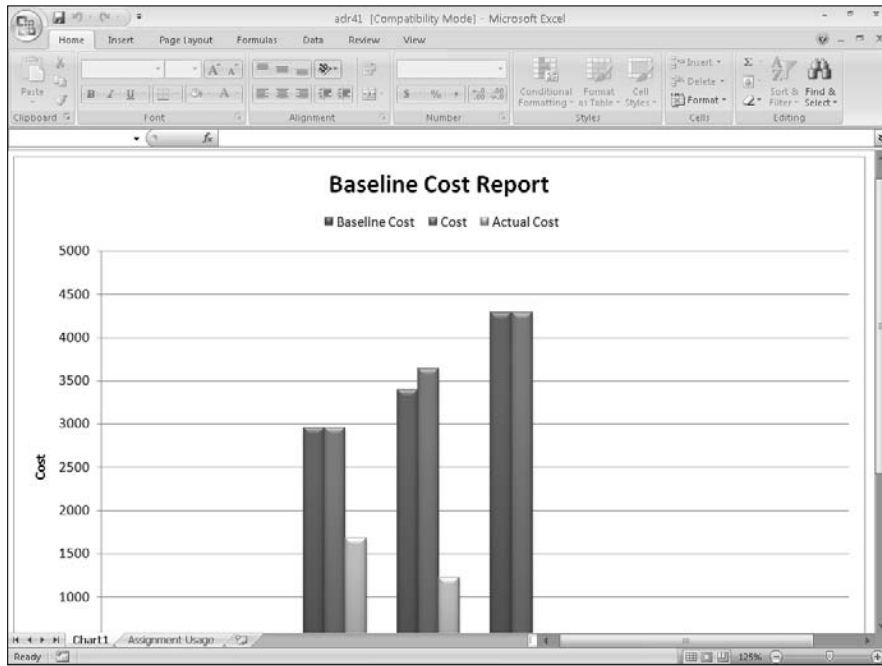 adr41 [Compatibility Mode] - Microsoft Excel
Home Insert Page Layout Formulas Data Review View
Paste
B I U A A A
$ % ,
Conditional Formatting
Format as Table
Cell Styles
Insert
Delete
Format
Σ
Sort & Filter
Find & Select
Clipboard Font Alignment Number Styles Cells Editing
fx
Baseline Cost Report
Baseline Cost Cost Actual Cost
5000
4500
4000
3500
3000
2500
2000
1500
1000
Cost
Chart1 Assignment Usage
Ready 125%